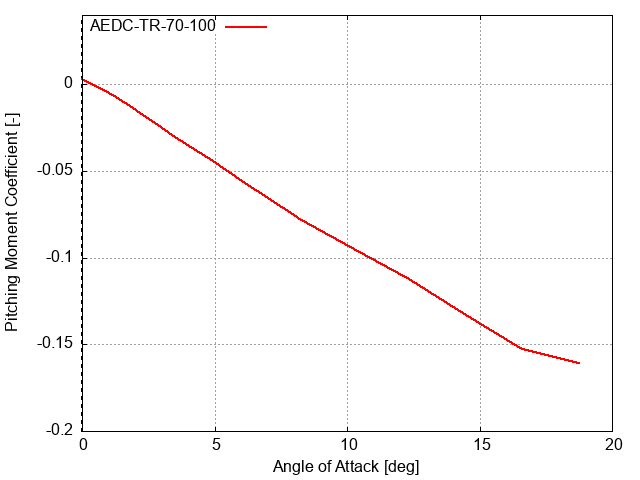 AEDC-TR-70-100
0
-0.05
-0.1
-0.15
-0.2
0 5 10 15 20
Angle of Attack [deg]
Pitching Moment Coefficient [-]